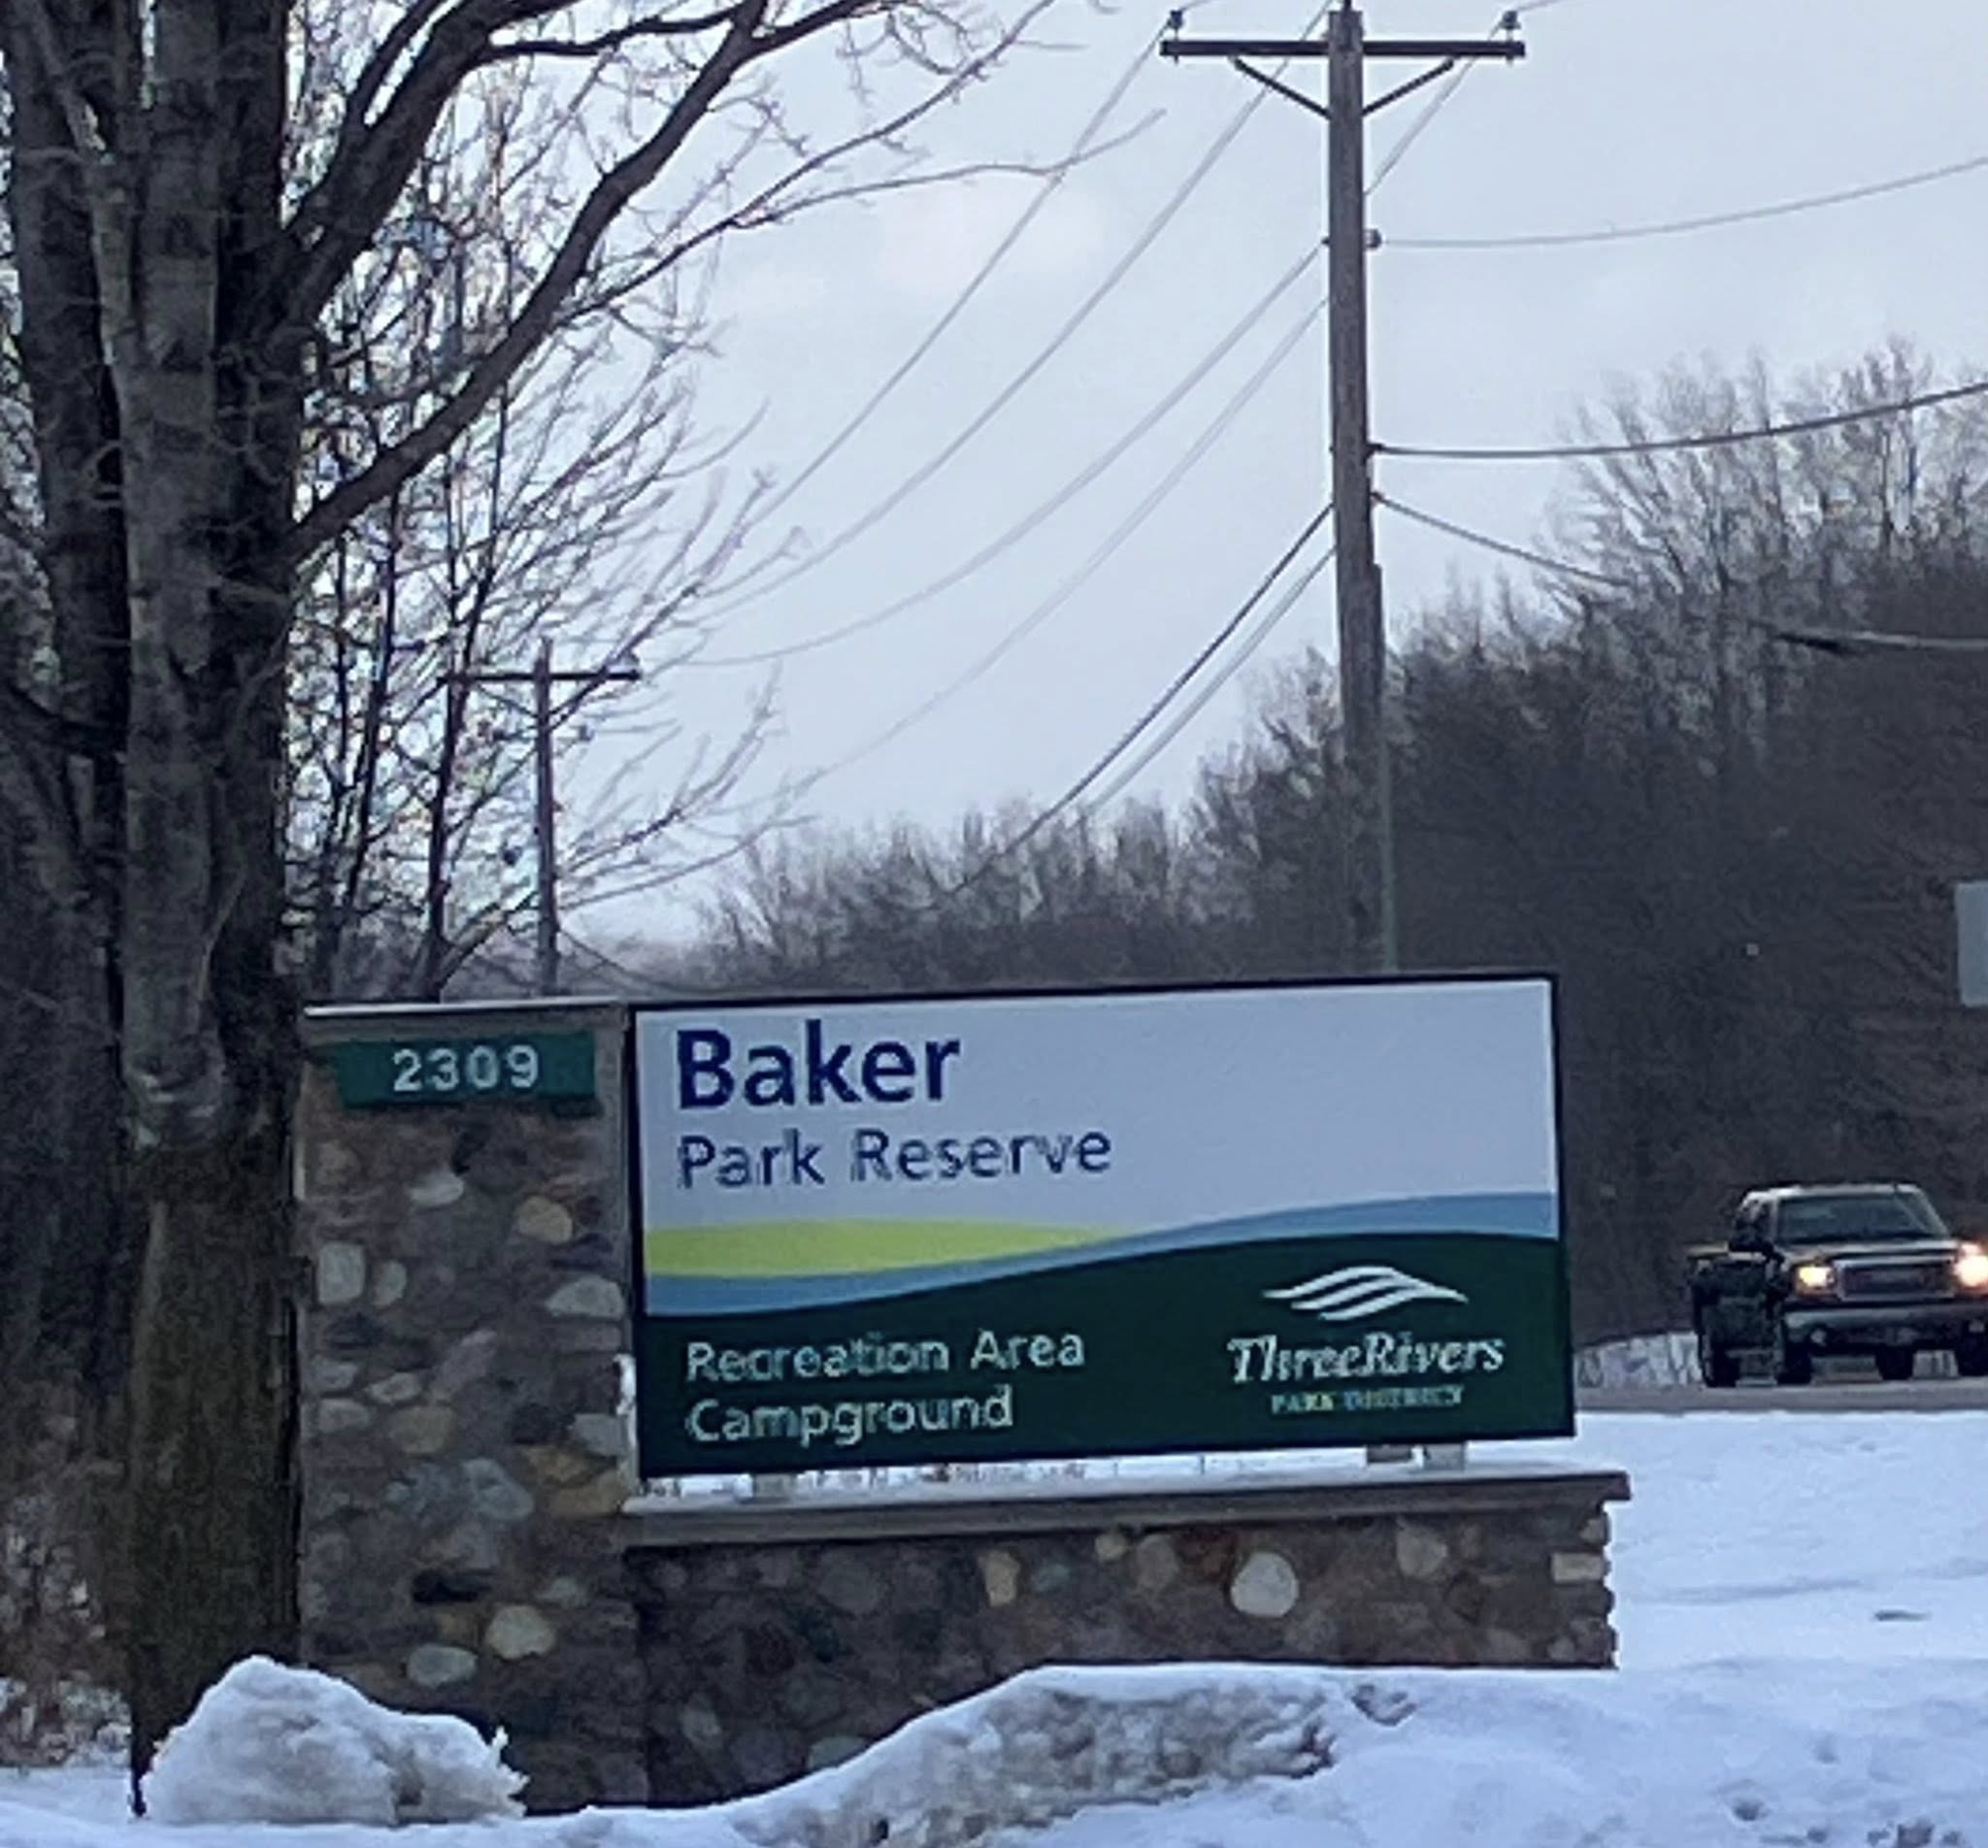 2309
Baker
Park Reserve
Recreation Area
Campground
ThreeRivers
PARK DISTRICT